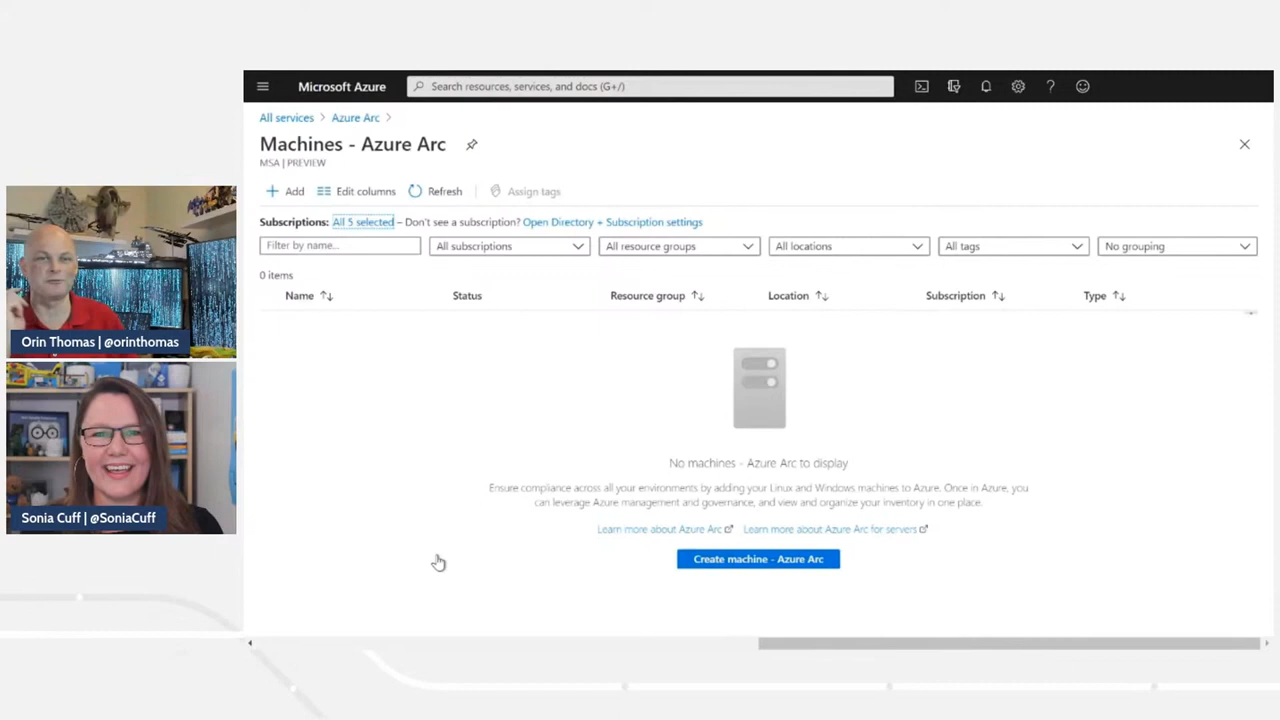 Microsoft Azure
Search resources, services, and docs (G+/)
All services > Azure Arc >
Machines - Azure Arc
MSA | PREVIEW
Add
Edit columns
Refresh
Assign tags
Subscriptions: All 5 selected – Don't see a subscription? Open Directory + Subscription settings
Filter by name...
All subscriptions
All resource groups
All locations
All tags
No grouping
0 items
Name
Status
Resource group
Location
Subscription
Type
No machines - Azure Arc to display
Ensure compliance across all your environments by adding your Linux and Windows machines to Azure. Once in Azure, you
can leverage Azure management and governance, and view and organize your inventory in one place.
Learn more about Azure Arc
Learn more about Azure Arc for servers
Create machine - Azure Arc
Orin Thomas | @orinthomas
Sonia Cuff | @SoniaCuff